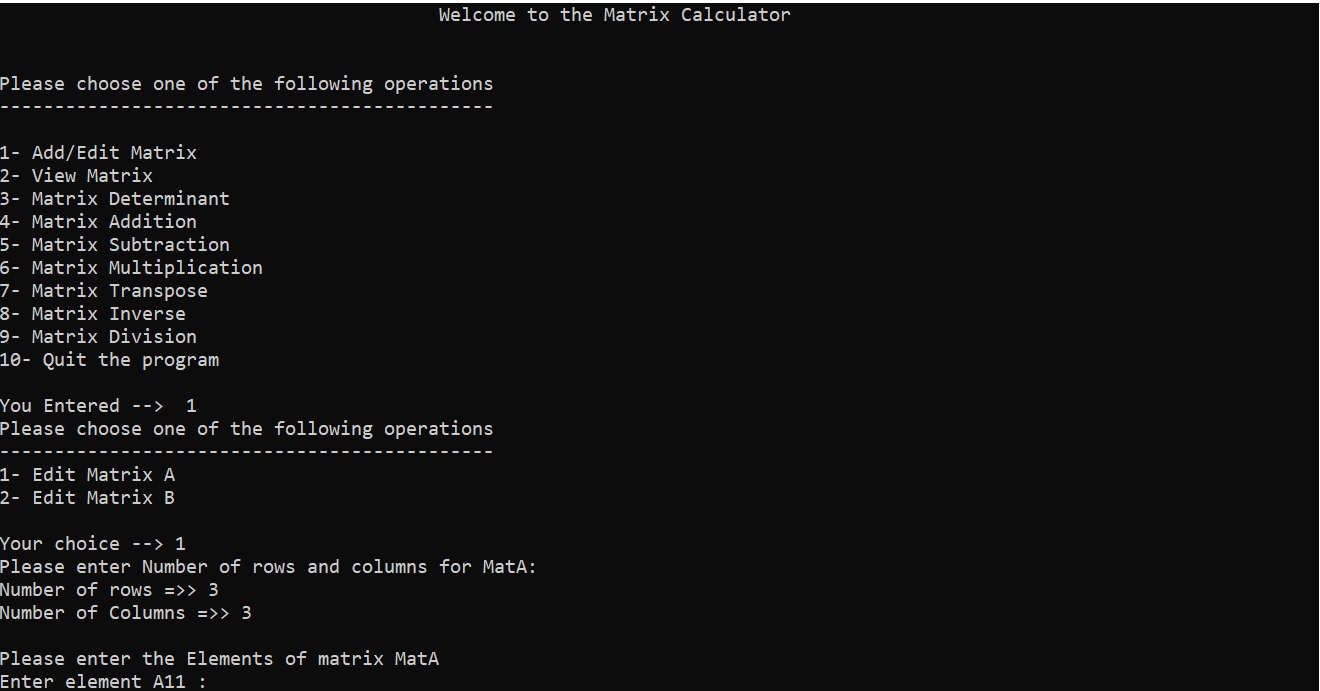 Welcome to the Matrix Calculator
Please choose one of the following operations
---------------------------------------------
1- Add/Edit Matrix
2- View Matrix
3- Matrix Determinant
4- Matrix Addition
5- Matrix Subtraction
6- Matrix Multiplication
7- Matrix Transpose
8- Matrix Inverse
9- Matrix Division
10- Quit the program
You Entered -->  1
Please choose one of the following operations
---------------------------------------------
1- Edit Matrix A
2- Edit Matrix B
Your choice --> 1
Please enter Number of rows and columns for MatA:
Number of rows =>> 3
Number of Columns =>> 3
Please enter the Elements of matrix MatA
Enter element A11 :